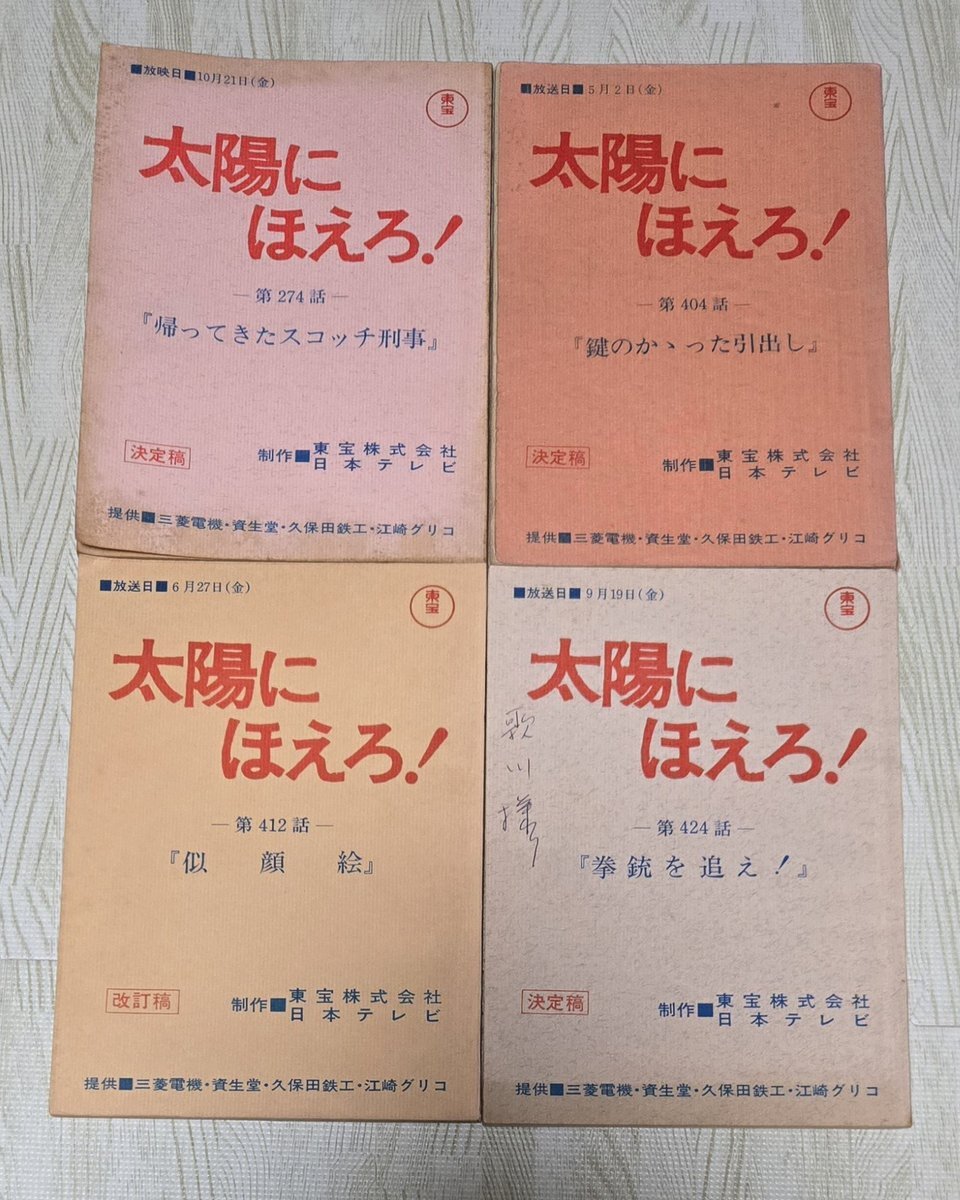 ■放映日■10月21日(金)
東宝
太陽に
ほえろ!
―第274話―
『帰ってきたスコッチ刑事』
決定稿
制作■東宝株式会社
日本テレビ
提供■三菱電機・資生堂・久保田鉄工・江崎グリコ
■放送日■5月2日(金)
東宝
太陽に
ほえろ!
―第404話―
『鍵のかゝった引出し』
決定稿
制作■東宝株式会社
日本テレビ
提供■三菱電機・資生堂・久保田鉄工・江崎グリコ
■放送日■6月27日(金)
東宝
太陽に
ほえろ!
―第412話―
『似顔絵』
改訂稿
制作■東宝株式会社
日本テレビ
提供■三菱電機・資生堂・久保田鉄工・江崎グリコ
■放送日■9月19日(金)
東宝
太陽に
ほえろ!
歌川様
―第424話―
『拳銃を追え!』
決定稿
制作■東宝株式会社
日本テレビ
提供■三菱電機・資生堂・久保田鉄工・江崎グリコ